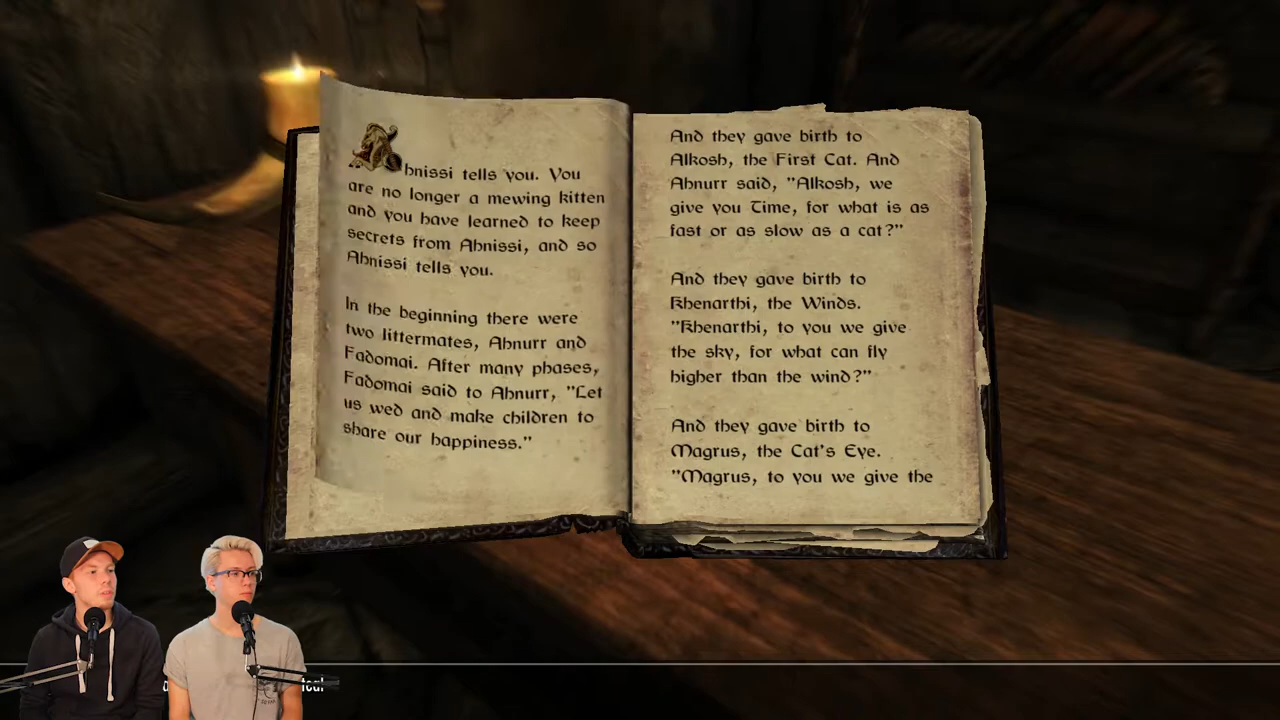 Ahnissi tells you. You
are no longer a mewing kitten
and you have learned to keep
secrets from Ahnissi, and so
Ahnissi tells you.
In the beginning there were
two littermates, Ahnurr and
Fadomai. After many phases,
Fadomai said to Ahnurr, "Let
us wed and make children to
share our happiness."
And they gave birth to
Alkosh, the First Cat. And
Ahnurr said, "Alkosh, we
give you Time, for what is as
fast or as slow as a cat?"
And they gave birth to
Khenarthi, the Winds.
"Khenarthi, to you we give
the sky, for what can fly
higher than the wind?"
And they gave birth to
Magrus, the Cat's Eye.
"Magrus, to you we give the